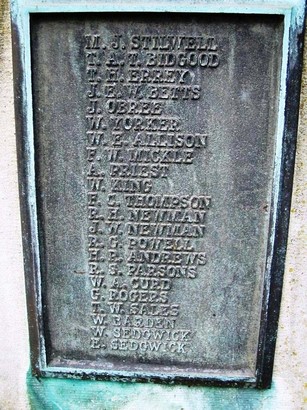 M. J. STILWELL
T. A. T. BIDGOOD
T. H. ERREY
J. E. W. BETTS
J. OBREE
W. YORKER
W. E. ALLISON
F. W. MICKLE
A. PRIEST
W. KING
F. C. THOMPSON
R. H. NEWMAN
J. W. NEWMAN
R. G. POWELL
H. R. ANDREWS
R. S. PARSONS
W. A. CURD
G. ROGERS
T. W. SALES
W. BARDEN
W. SEDGWICK
E. SEDGWICK